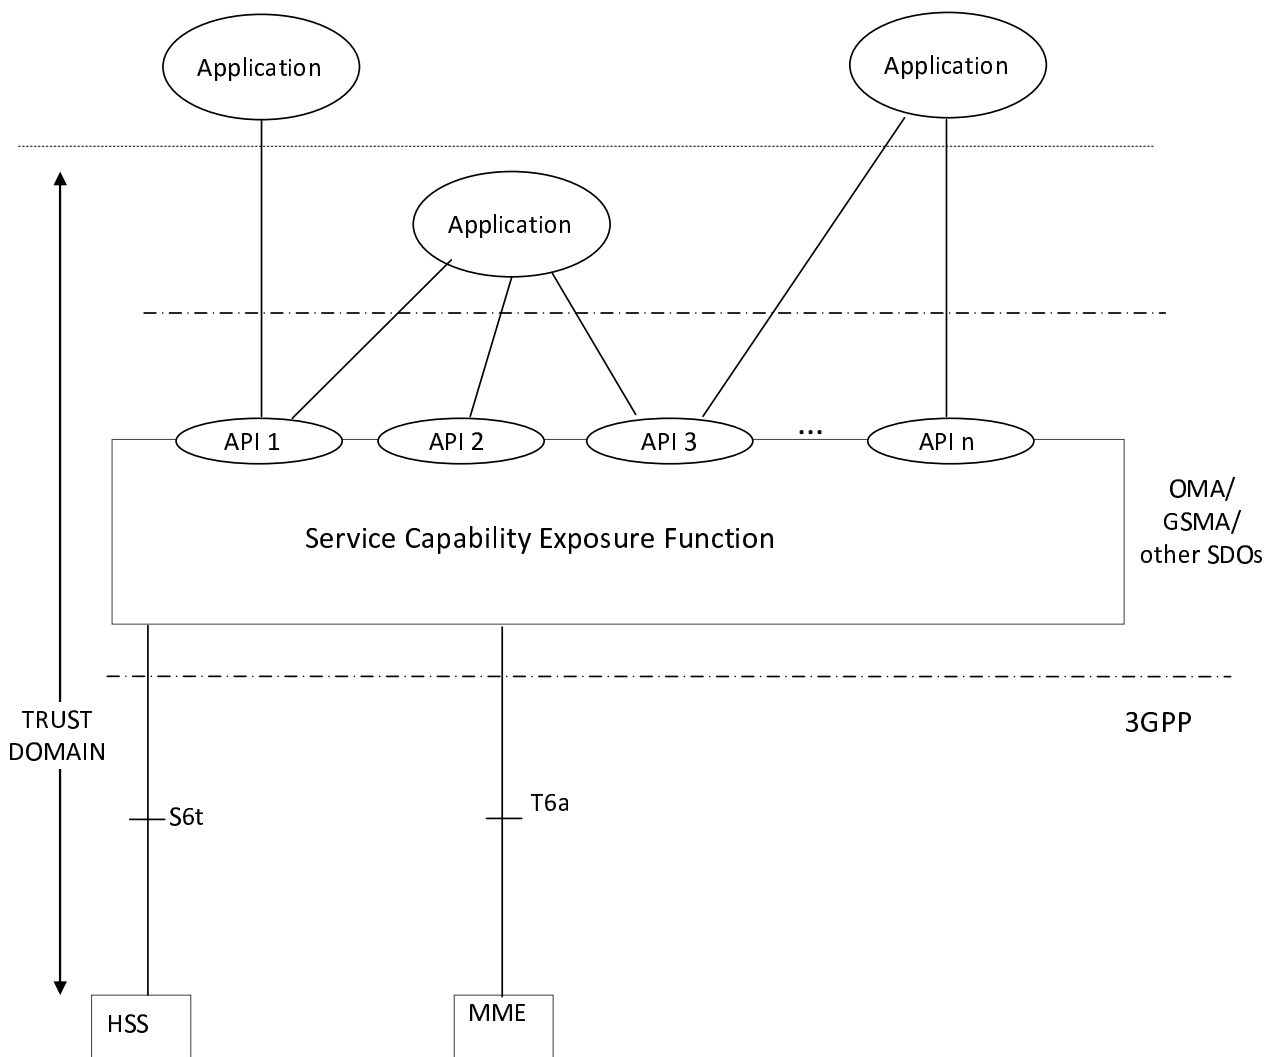 Application
Application
Application
API 1
API 2
API 3
...
API n
Service Capability Exposure Function
OMA/
GSMA/
other SDOs
TRUST
DOMAIN
3GPP
S6t
T6a
HSS
MME